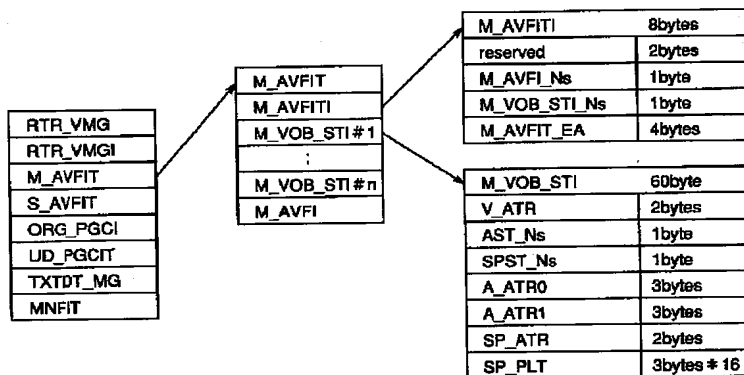 RTR_VMG
RTR_VMGI
M_AVFIT
S_AVFIT
ORG_PGCI
UD_PGCIT
TXTDT_MG
MNFIT
M_AVFIT
M_AVFITI
M_VOB_STI#1
:
M_VOB_STI#n
M_AVFI
M_AVFITI 8bytes
reserved 2bytes
M_AVFI_Ns 1byte
M_VOB_STI_Ns 1byte
M_AVFIT_EA 4bytes
M_VOB_STI 60byte
V_ATR 2bytes
AST_Ns 1byte
SPST_Ns 1byte
A_ATR0 3bytes
A_ATR1 3bytes
SP_ATR 2bytes
SP_PLT 3bytes*16